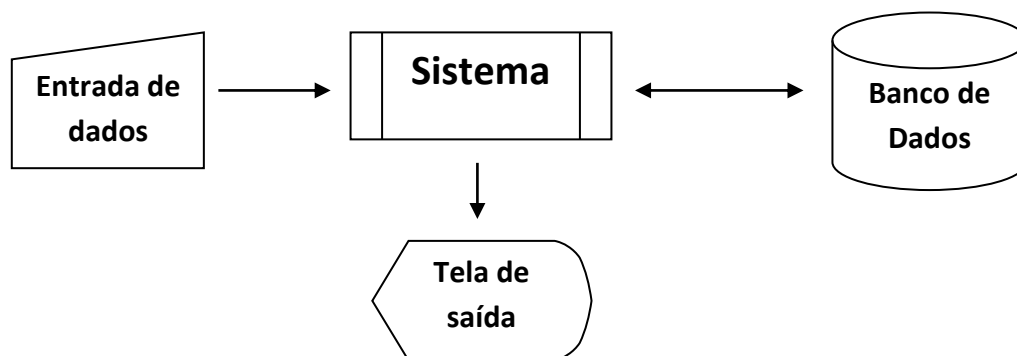 Entrada de
dados
Sistema
Banco de
Dados
Tela de
saída